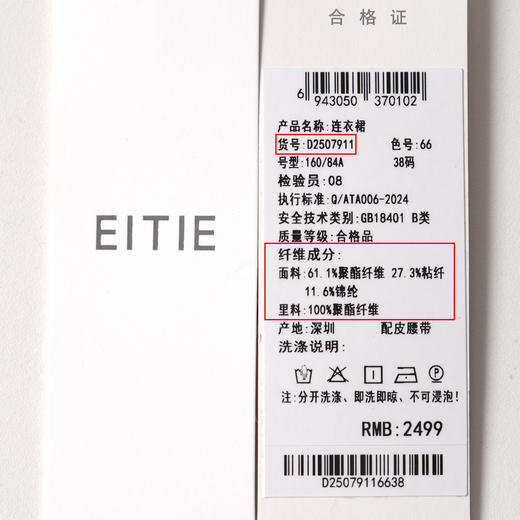 EITIE
合格证
6 943050 370102
产品名称:连衣裙
货号:D2507911 色号:66
号型:160/84A 38码
检验员:08
执行标准:Q/ATA006-2024
安全技术类别:GB18401 B类
质量等级:合格品
纤维成分:
面料:61.1%聚酯纤维 27.3%粘纤
11.6%锦纶
里料:100%聚酯纤维
产地:深圳 配皮腰带
洗涤说明:
注:分开洗涤、即洗即晾、不可浸泡!
RMB:2499
D25079116638